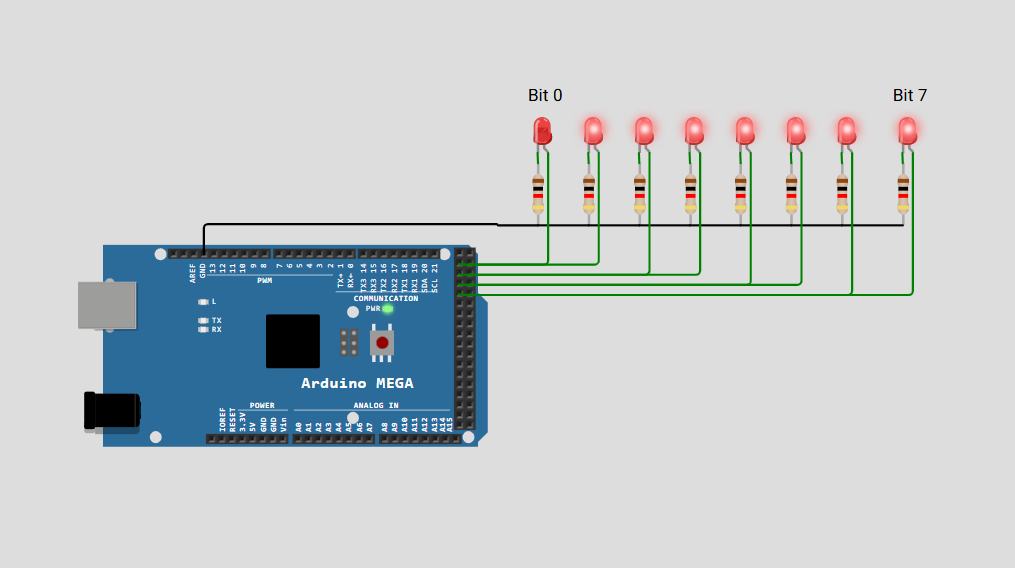 Bit 0 Bit 7
AREF GND 13 12 11 10 9 8 7 6 5 4 3 2 TX→ 1 RX← 0 TX3 14 RX3 15 TX2 16 RX2 17 TX1 18 RX1 19 SDA 20 SCL 21
PWM
COMMUNICATION
L
PWR
TX
RX
Arduino MEGA
POWER ANALOG IN
IOREF RESET 3.3V 5V GND GND Vin A0 A1 A2 A3 A4 A5 A6 A7 A8 A9 A10 A11 A12 A13 A14 A15